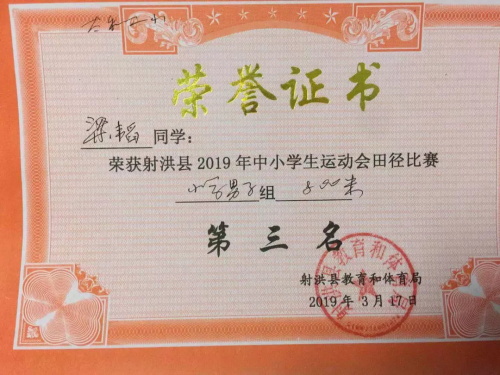 荣誉证书
同学：
荣获射洪县2019年中小学生运动会田径比赛
小学男子组 800米
第三名
射洪县教育和体育局
2019年3月17日